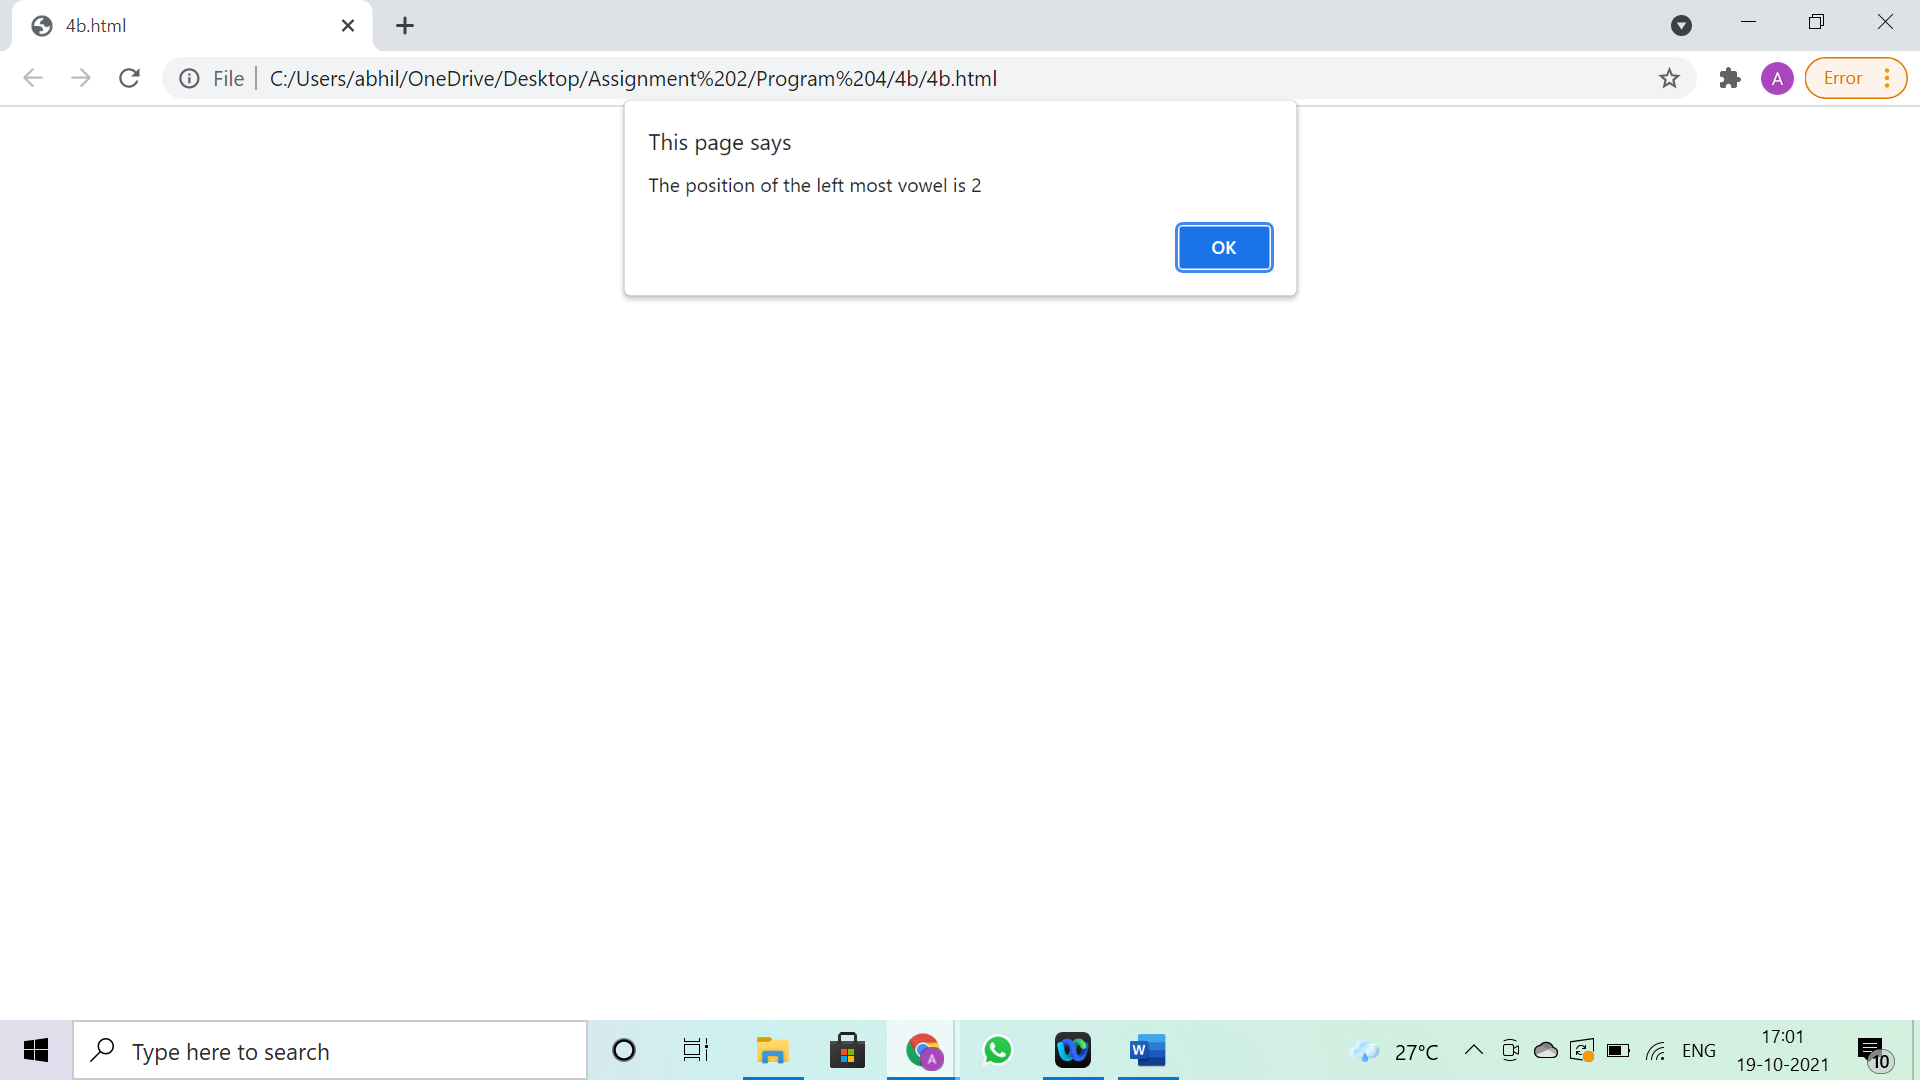 4b.html
File
C:/Users/abhil/OneDrive/Desktop/Assignment%202/Program%204/4b/4b.html
A
Error
This page says
The position of the left most vowel is 2
OK
Type here to search
A
W
27°C
ENG
17:01
19-10-2021
10